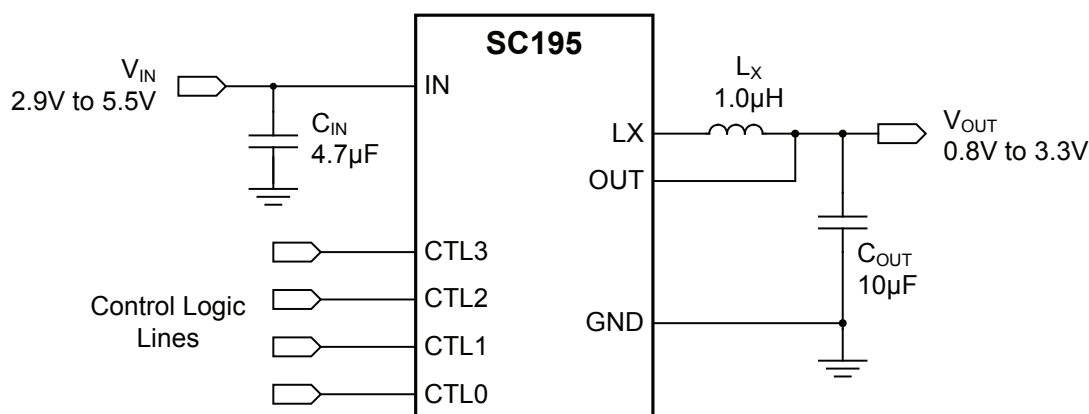 SC195
V_IN
2.9V to 5.5V
IN
C_IN
4.7µF
L_X
1.0µH
LX
V_OUT
0.8V to 3.3V
OUT
C_OUT
10µF
CTL3
CTL2
Control Logic
Lines
CTL1
CTL0
GND